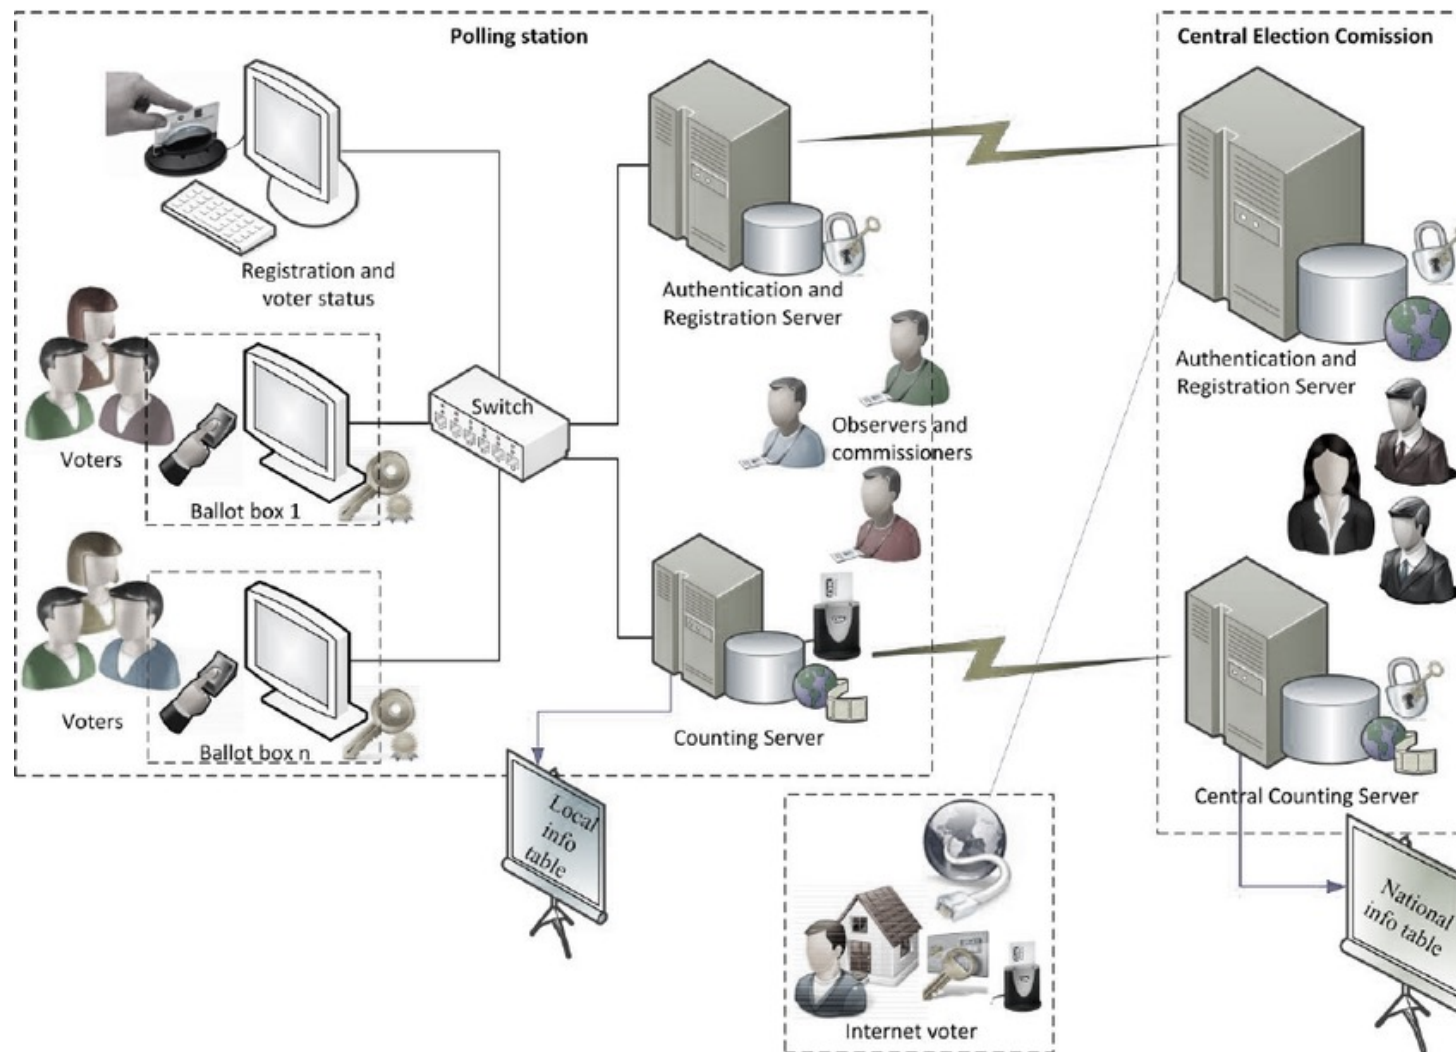 Polling station
Central Election Comission
Registration and
voter status
Authentication and
Registration Server
Authentication and
Registration Server
Voters
Ballot box 1
Switch
Observers and
commissioners
Voters
Ballot box n
Counting Server
Central Counting Server
Local
info
table
National
info table
Internet voter